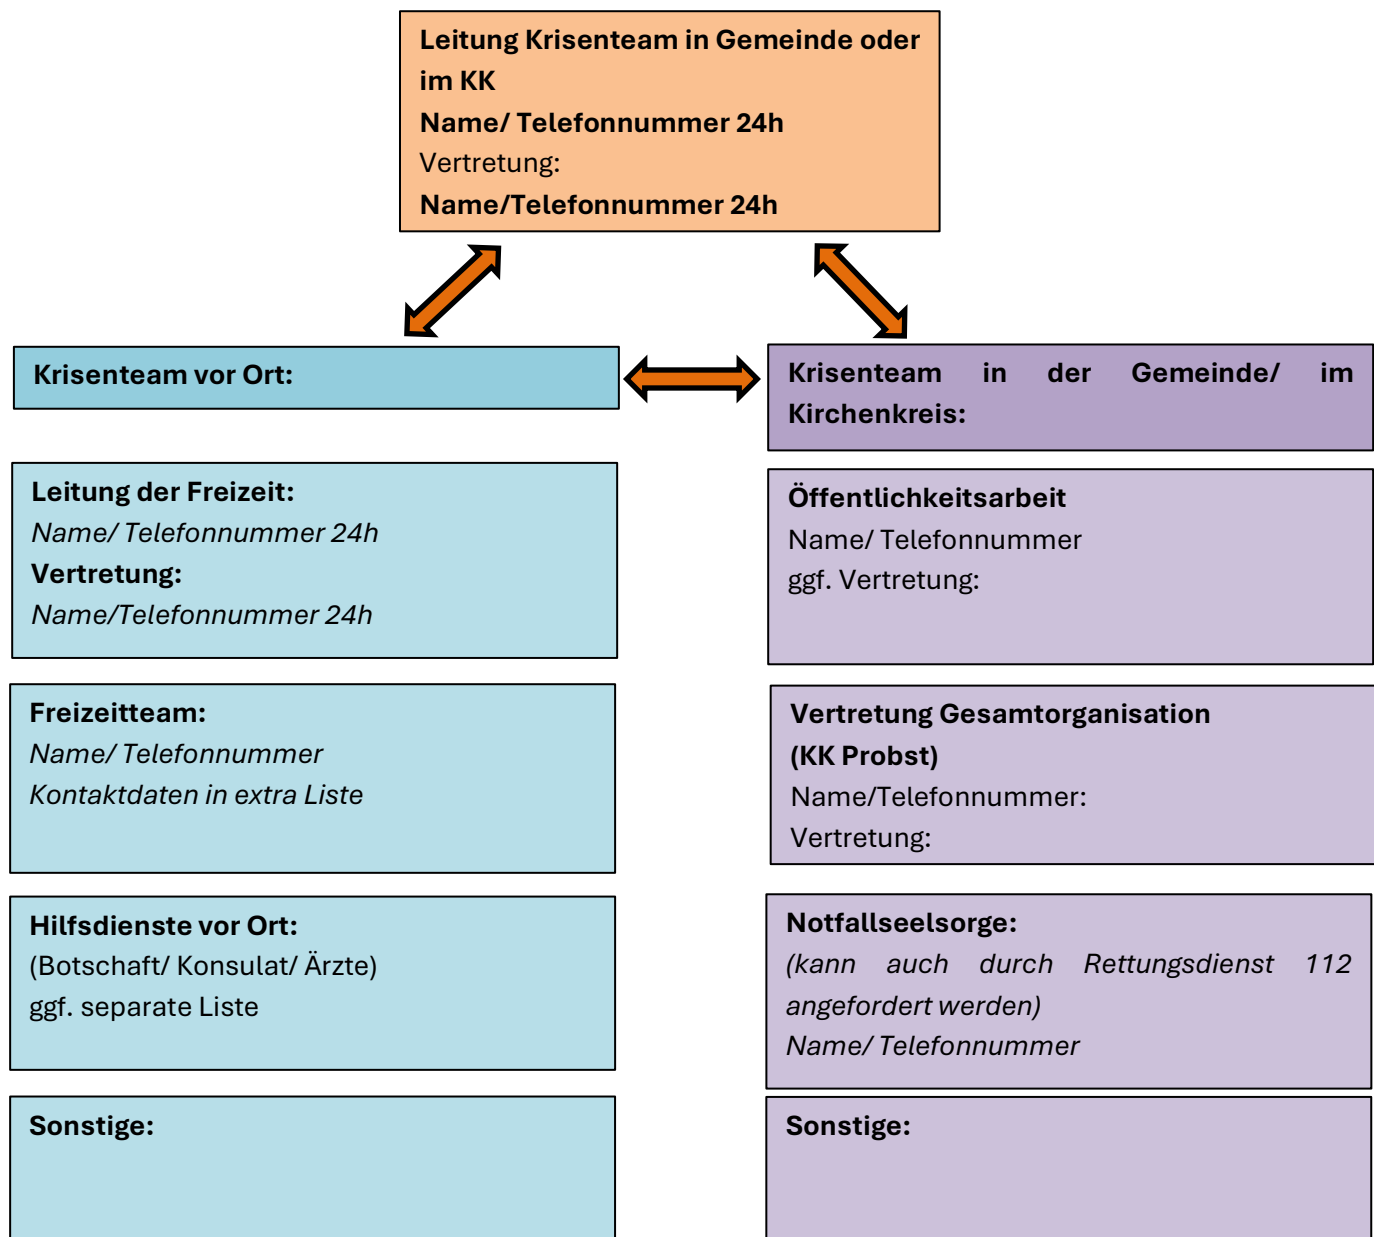 Leitung Krisenteam in Gemeinde oder
im KK
Name/ Telefonnummer 24h
Vertretung:
Name/Telefonnummer 24h
Krisenteam vor Ort:
Leitung der Freizeit:
Name/ Telefonnummer 24h
Vertretung:
Name/Telefonnummer 24h
Freizeitteam:
Name/ Telefonnummer
Kontaktdaten in extra Liste
Hilfsdienste vor Ort:
(Botschaft/ Konsulat/ Ärzte)
ggf. separate Liste
Sonstige:
Krisenteam in der Gemeinde/ im
Kirchenkreis:
Öffentlichkeitsarbeit
Name/ Telefonnummer
ggf. Vertretung:
Vertretung Gesamtorganisation
(KK Probst)
Name/Telefonnummer:
Vertretung:
Notfallseelsorge:
(kann auch durch Rettungsdienst 112
angefordert werden)
Name/ Telefonnummer
Sonstige: